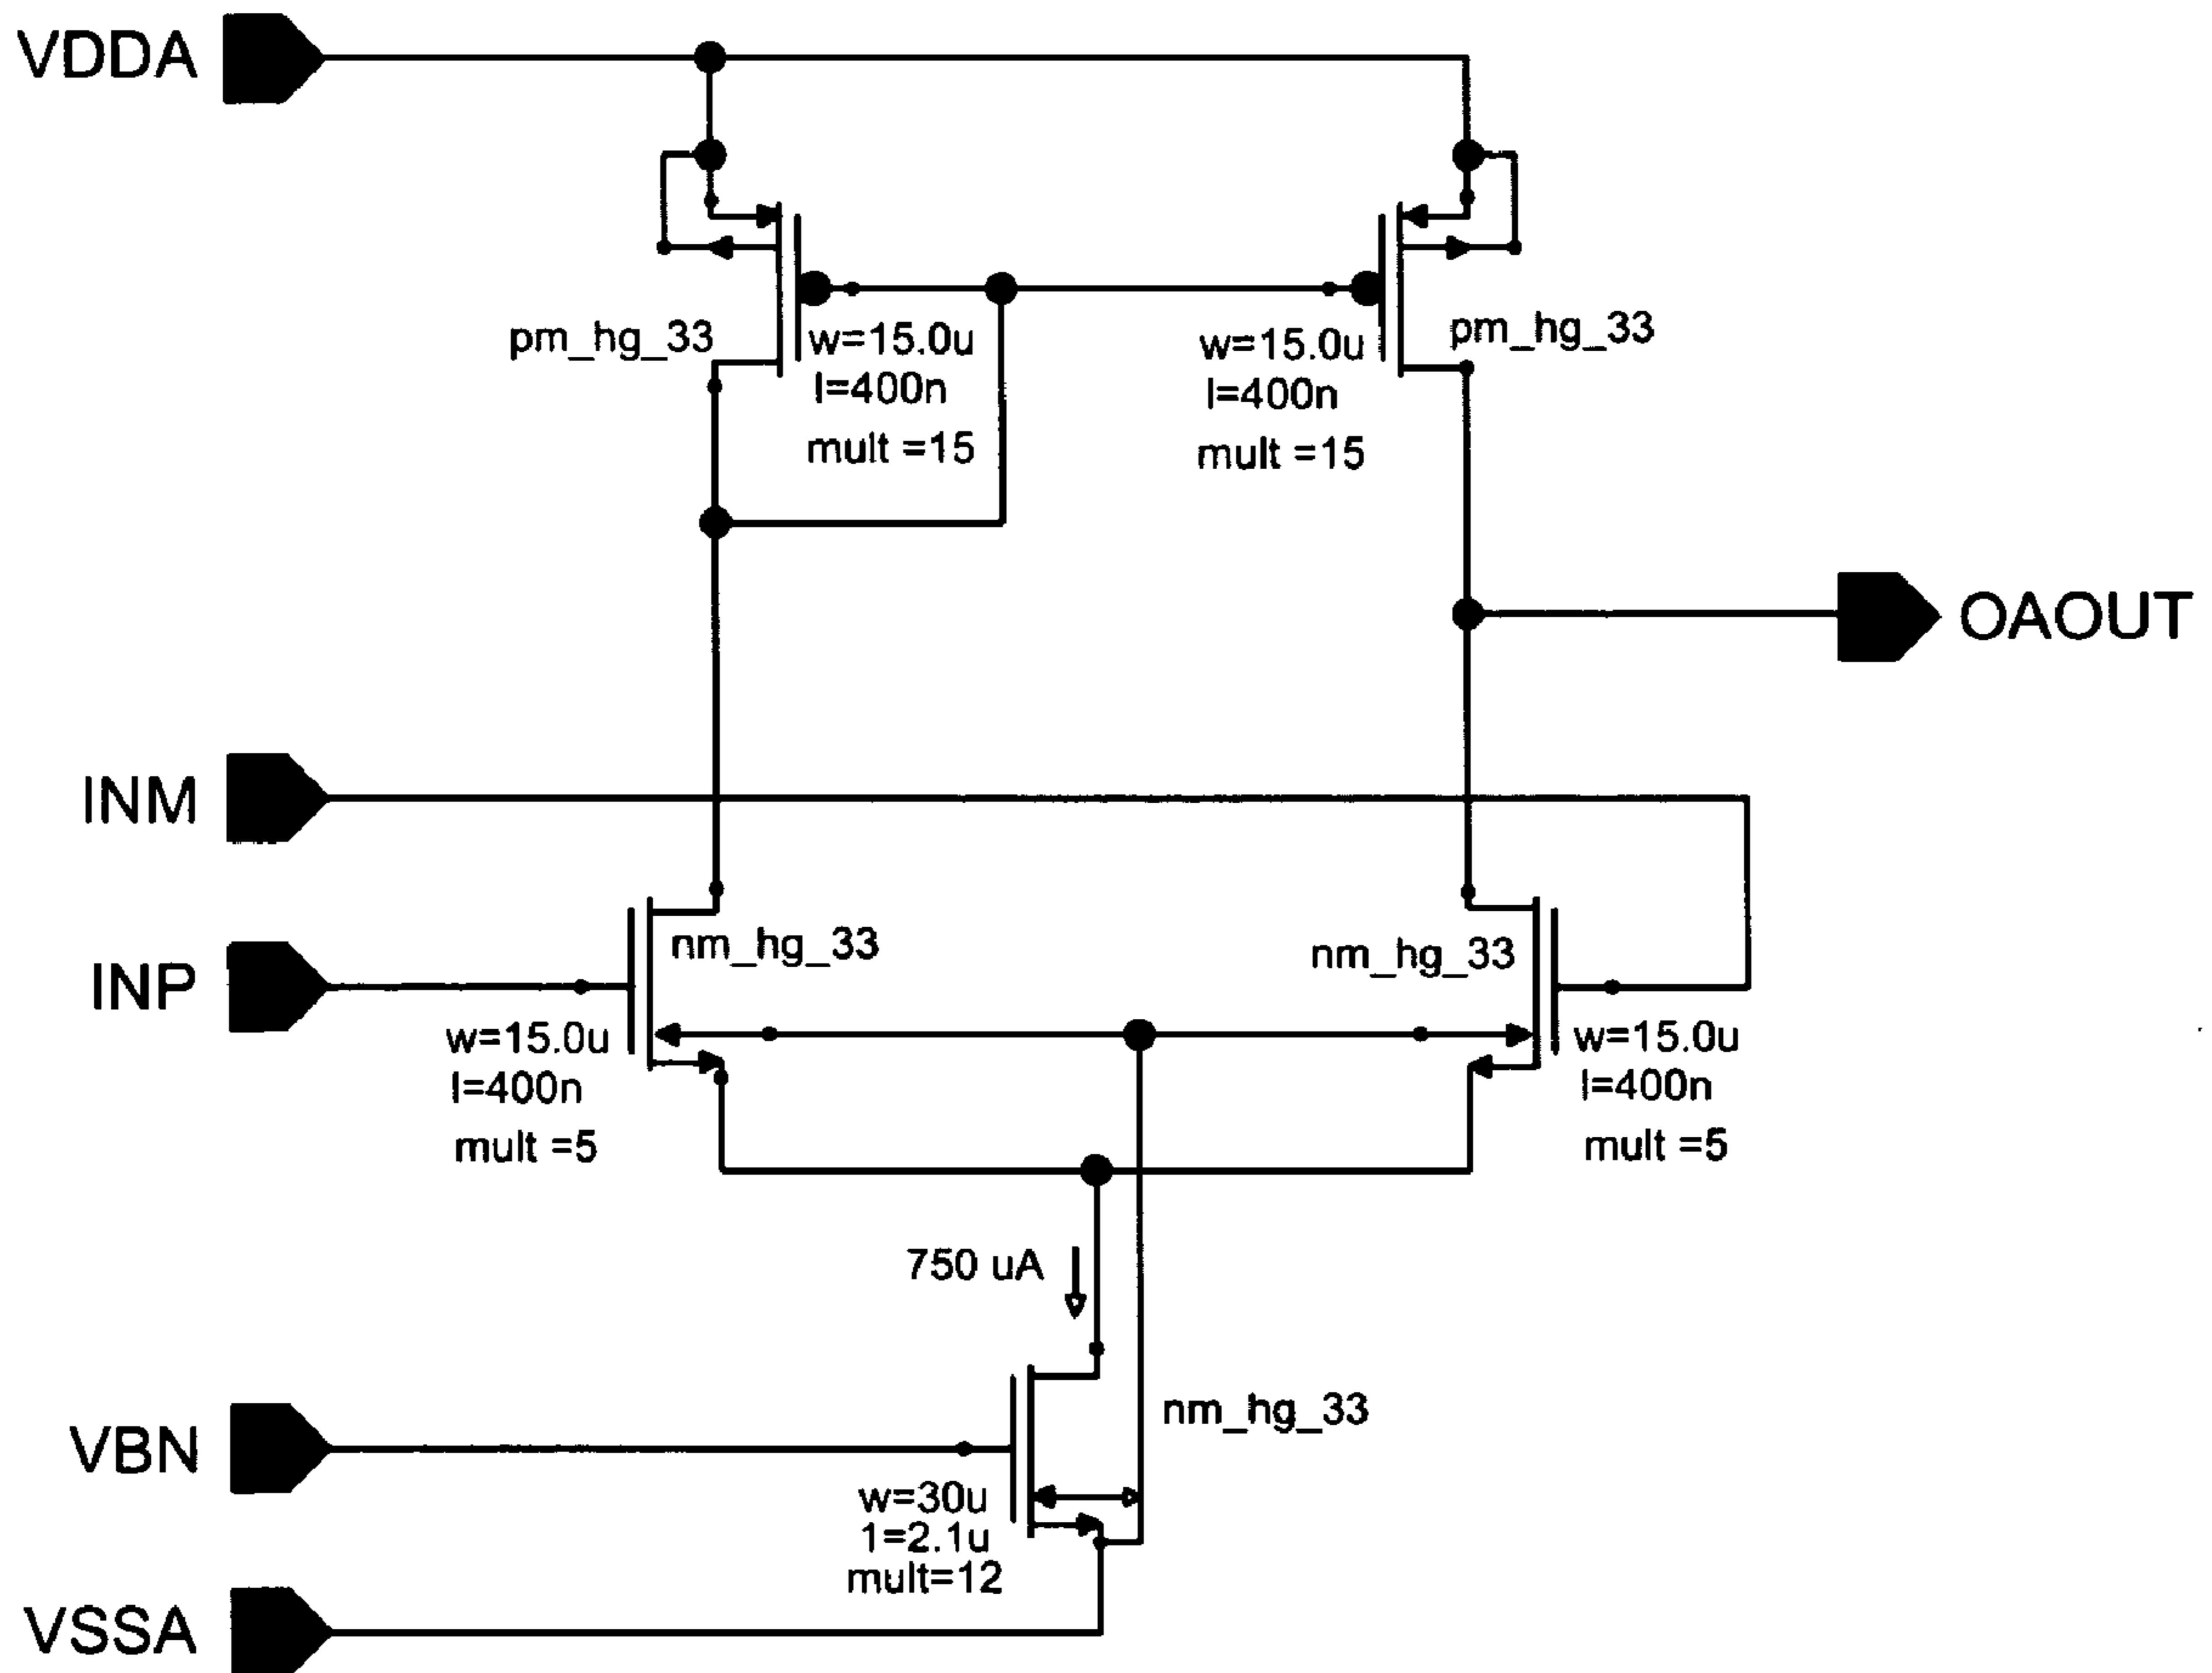 VDDA
pm_hg_33
w=15.0u
l=400n
mult =15
w=15.0u
l=400n
mult =15
pm_hg_33
OAOUT
INM
INP
nm_hg_33
w=15.0u
l=400n
mult =5
nm_hg_33
w=15.0u
l=400n
mult =5
750 uA
VBN
nm_hg_33
w=30u
1=2.1u
mult=12
VSSA